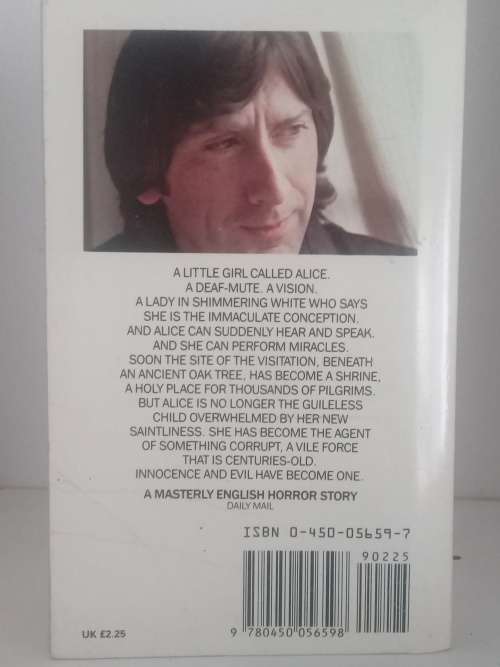 A LITTLE GIRL CALLED ALICE.
A DEAF-MUTE. A VISION.
A LADY IN SHIMMERING WHITE WHO SAYS
SHE IS THE IMMACULATE CONCEPTION.
AND ALICE CAN SUDDENLY HEAR AND SPEAK.
AND SHE CAN PERFORM MIRACLES.
SOON THE SITE OF THE VISITATION, BENEATH
AN ANCIENT OAK TREE, HAS BECOME A SHRINE,
A HOLY PLACE FOR THOUSANDS OF PILGRIMS.
BUT ALICE IS NO LONGER THE GUILELESS
CHILD OVERWHELMED BY HER NEW
SAINTLINESS. SHE HAS BECOME THE AGENT
OF SOMETHING CORRUPT, A VILE FORCE
THAT IS CENTURIES-OLD.
INNOCENCE AND EVIL HAVE BECOME ONE.
A MASTERLY ENGLISH HORROR STORY
DAILY MAIL
ISBN 0-450-05659-7
90225
UK £2.25
9 780450 056598